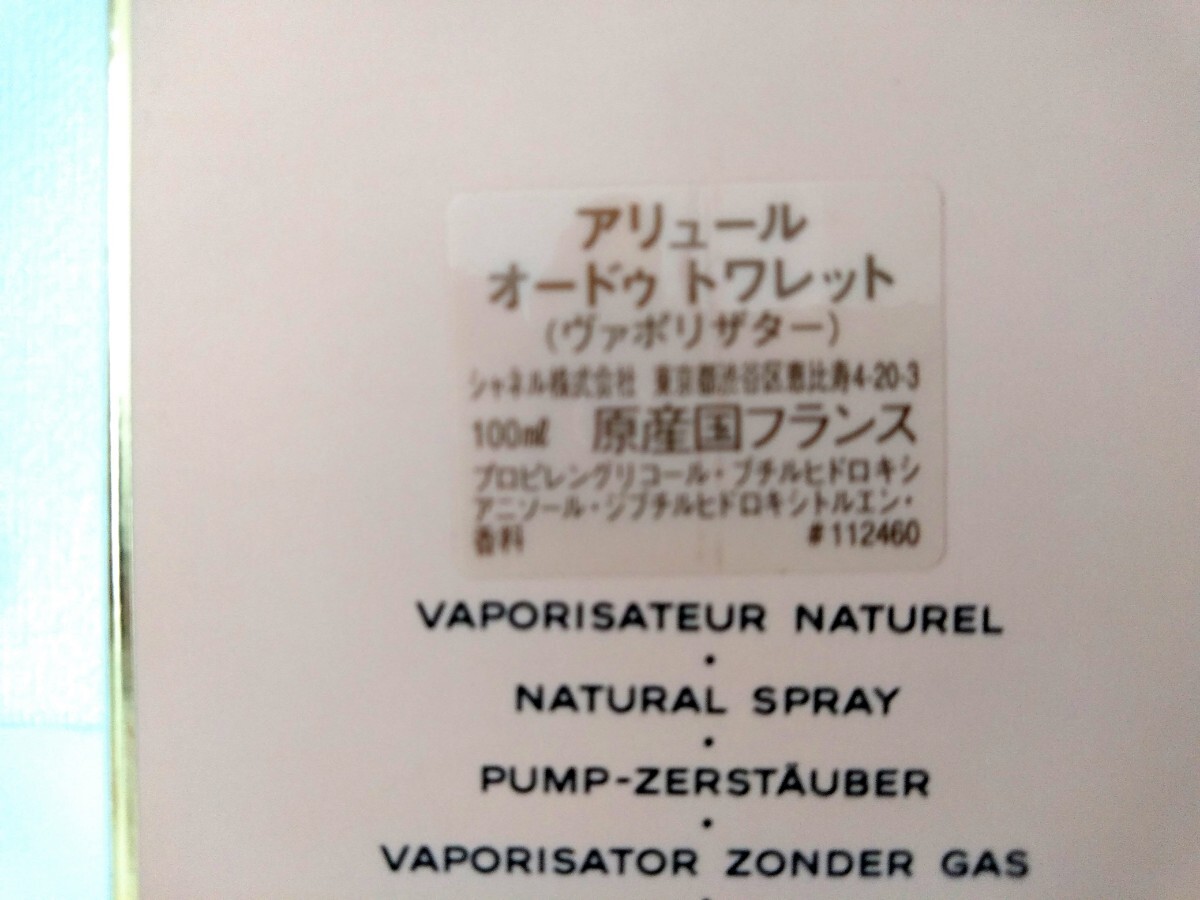 アリュール
オードゥ トワレット
(ヴァポリザター)
シャネル株式会社 東京都渋谷区恵比寿4-20-3
100㎖ 原産国フランス
プロピレングリコール・ブチルヒドロキシ
アニソール・ジブチルヒドロキシトルエン・
香料 #112460
VAPORISATEUR NATUREL
•
NATURAL SPRAY
•
PUMP-ZERSTÄUBER
•
VAPORISATOR ZONDER GAS